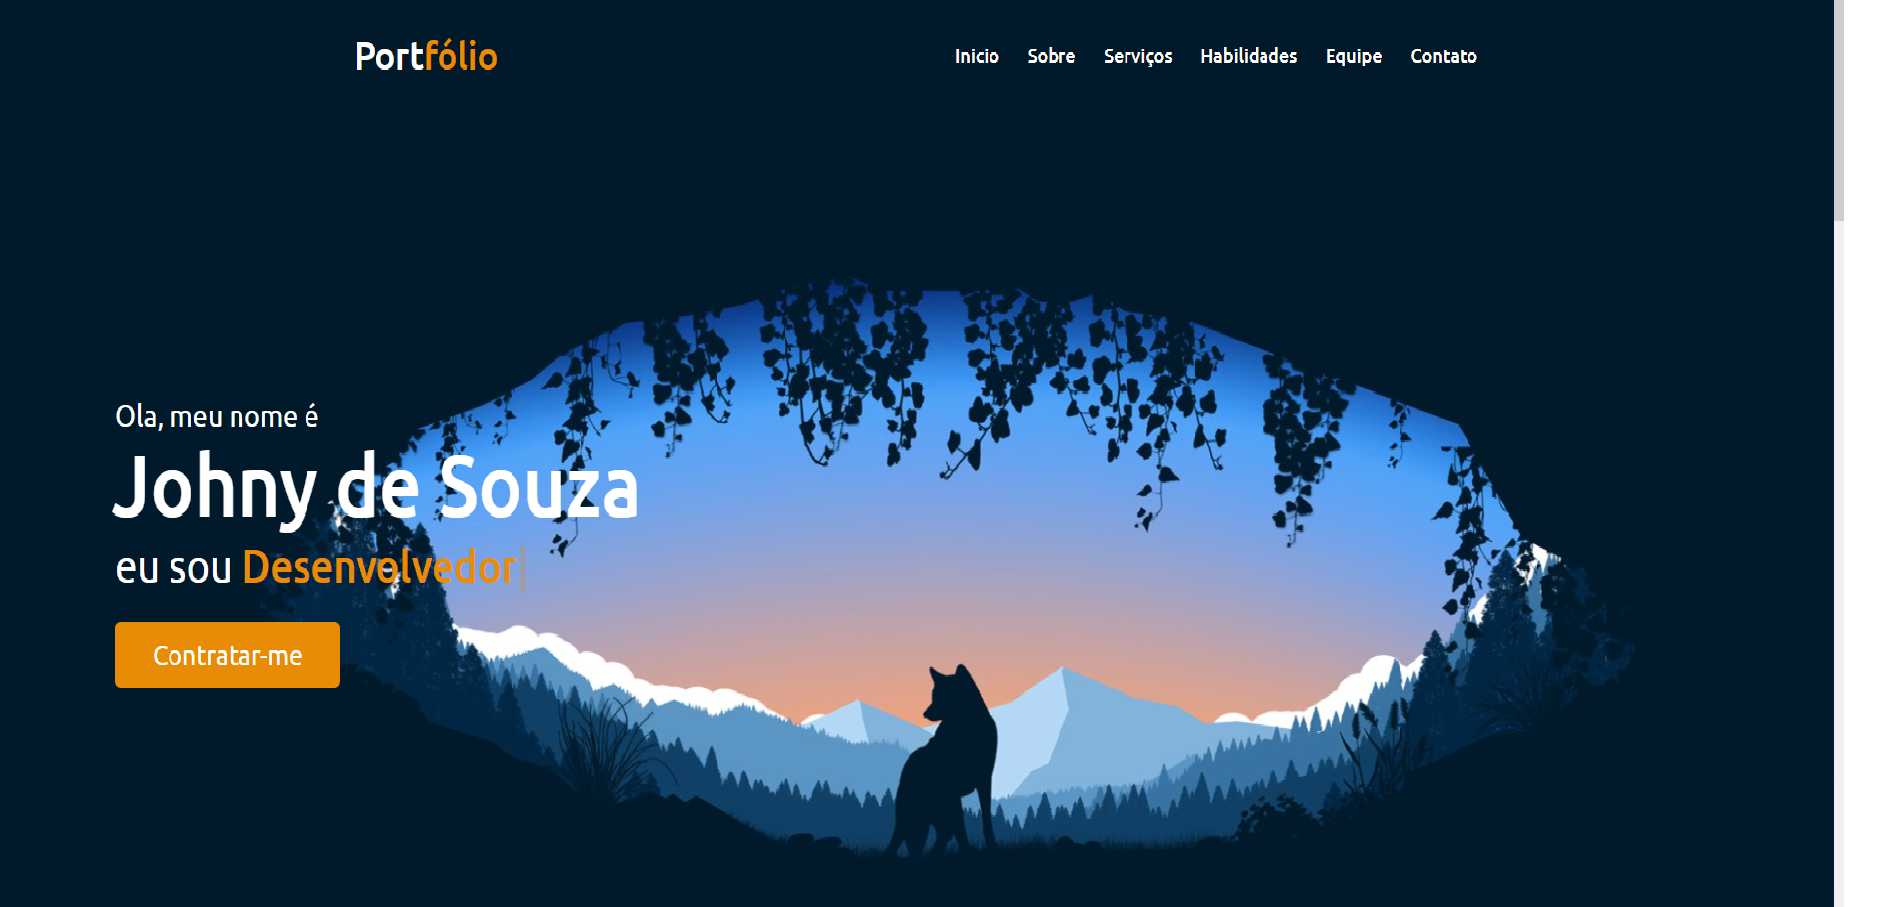 Portfólio
Inicio Sobre Serviços Habilidades Equipe Contato
Ola, meu nome é
Johny de Souza
eu sou Desenvolvedor|
Contratar-me